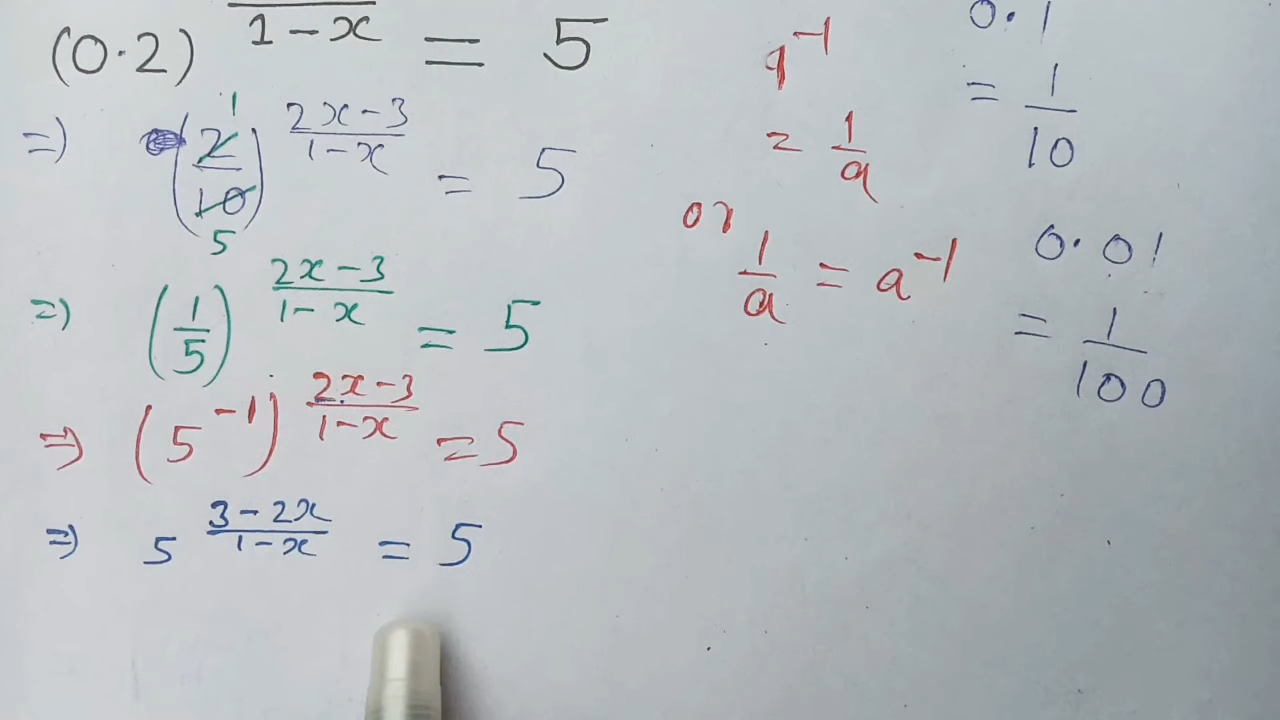 (0.2)^(‾/(1-x)) = 5
=) (2/10)^((2x-3)/(1-x)) = 5
1
5
=) (1/5)^((2x-3)/(1-x)) = 5
=) (5^-1)^((2x-3)/(1-x)) = 5
=) 5^((3-2x)/(1-x)) = 5
a^-1
= 1/a
or
1/a = a^-1
0.1
= 1/10
0.01
= 1/100